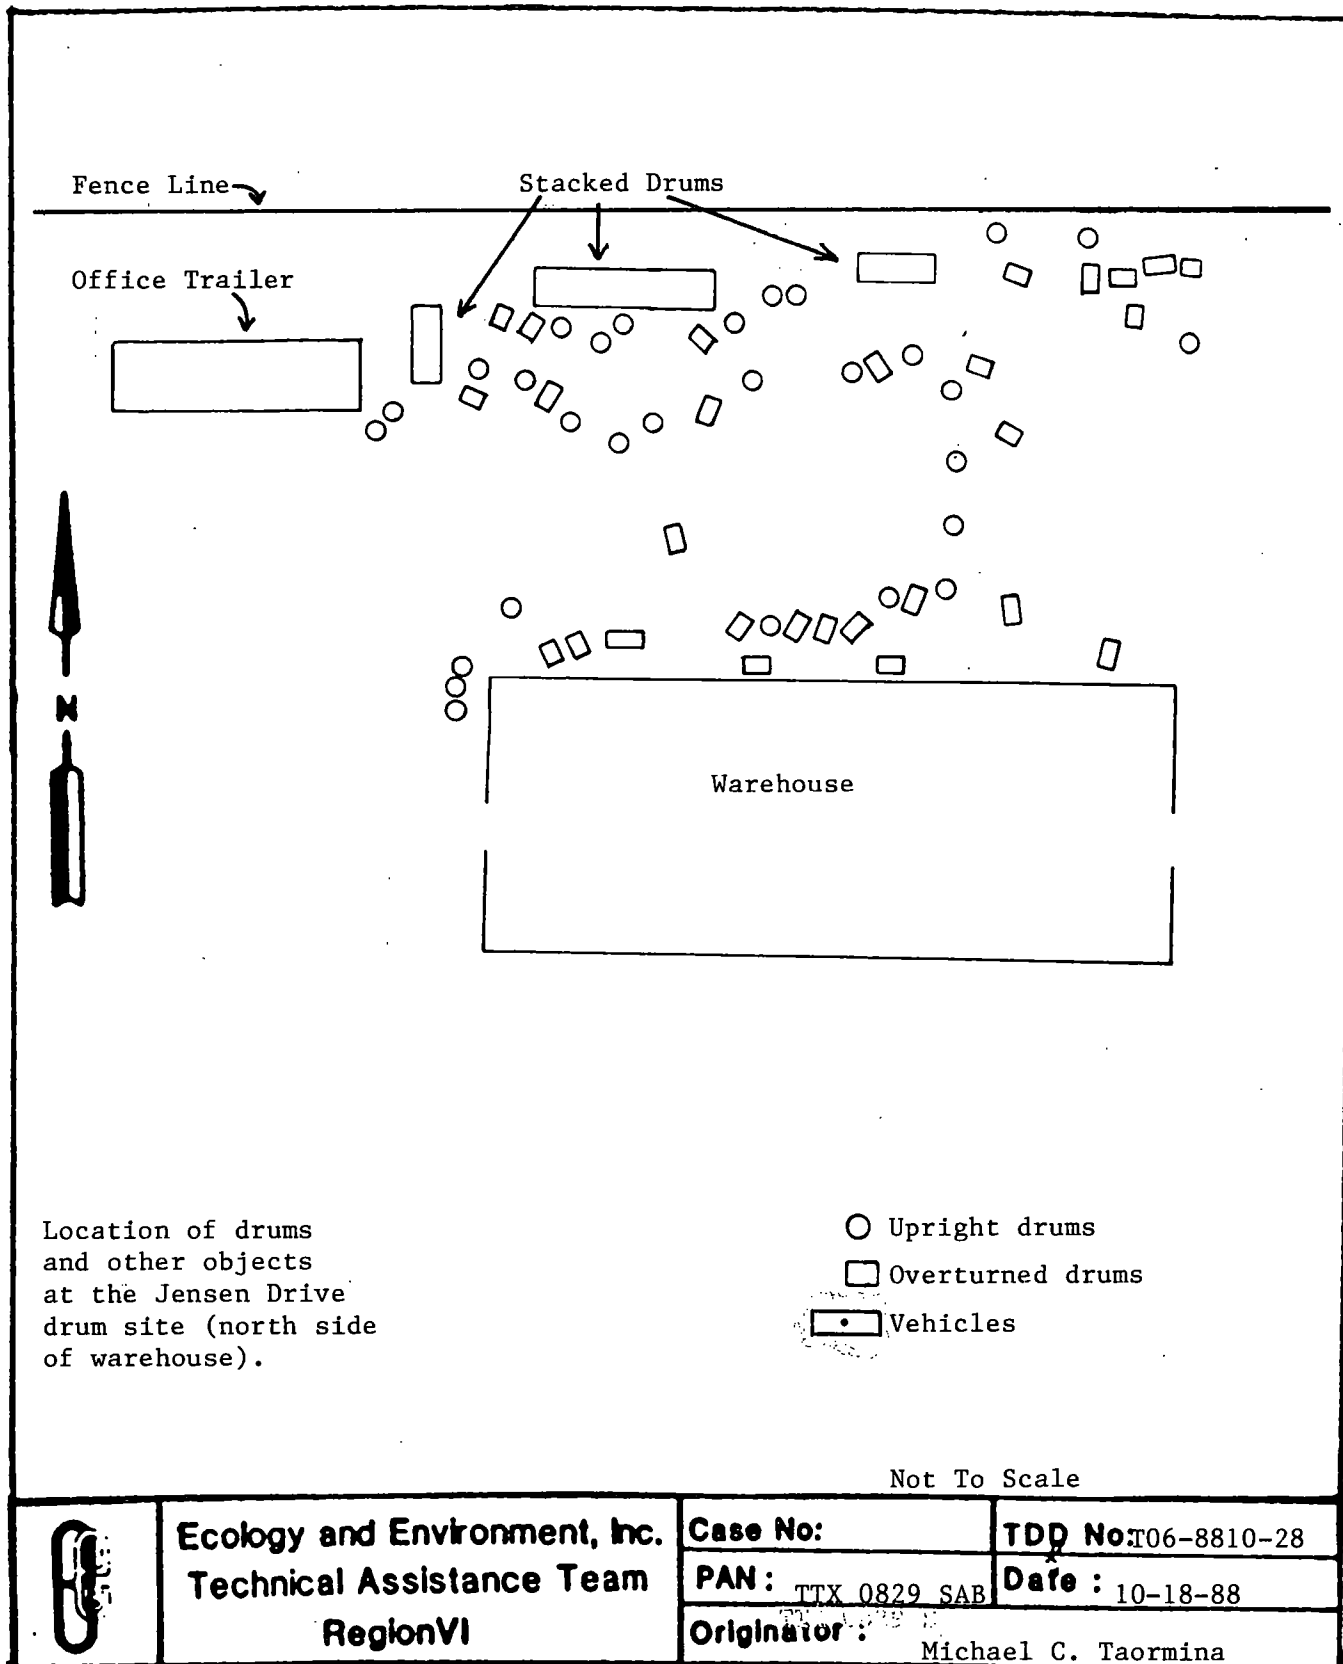 Fence Line
Stacked Drums
Office Trailer
N
Warehouse
Location of drums
and other objects
at the Jensen Drive
drum site (north side
of warehouse).
Upright drums
Overturned drums
Vehicles
Not To Scale
Ecology and Environment, Inc.
Technical Assistance Team
RegionVI
Case No:
TDD No: T06-8810-28
PAN: TTX 0829 SAB
Date: 10-18-88
Originator: Michael C. Taormina